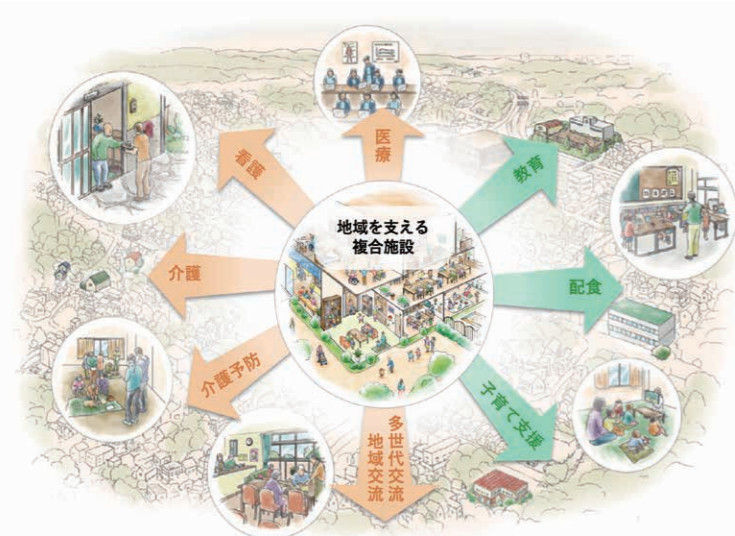 医療
看護
教育
地域を支える
複合施設
介護
配食
介護予防
子育て支援
多世代交流
地域交流